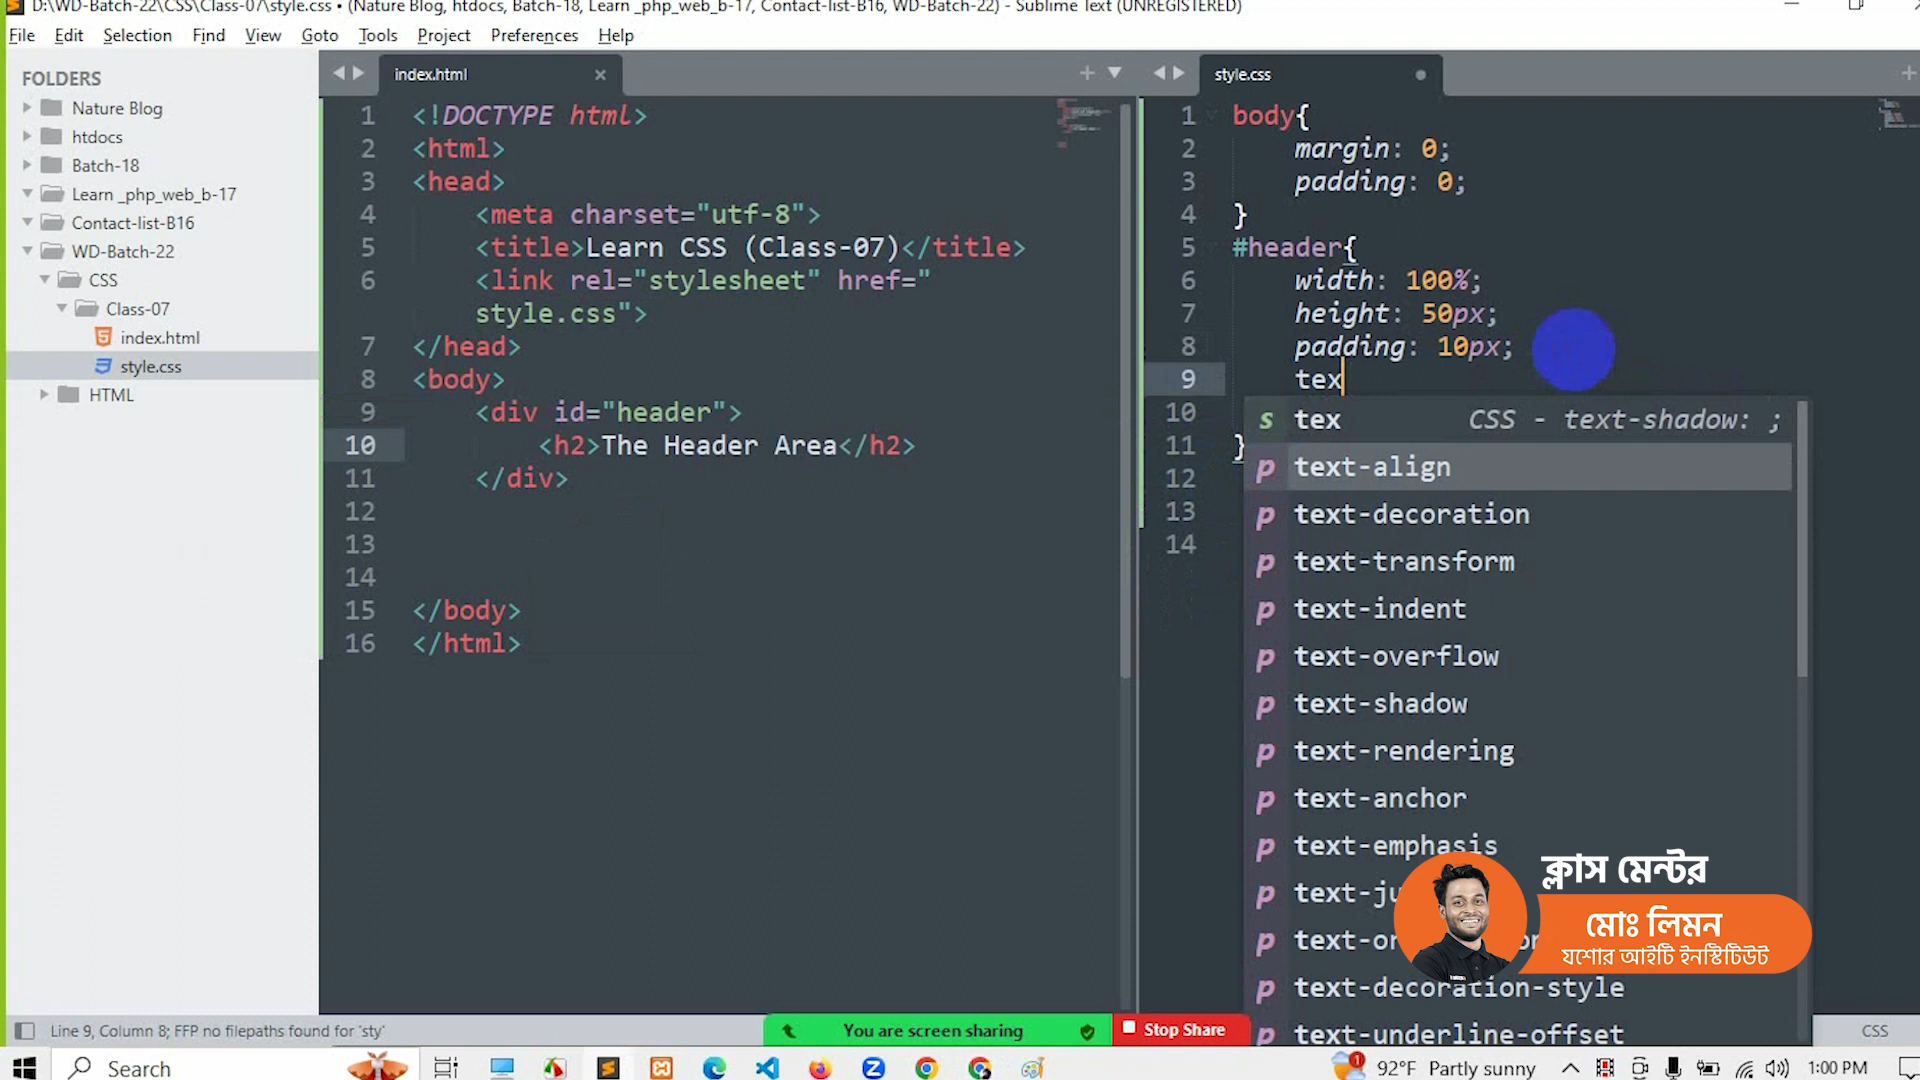 D:\WD-Batch-22\CSS\Class-07\style.css • (Nature Blog, htdocs, Batch-18, Learn _php_web_b-17, Contact-list-B16, WD-Batch-22) - Sublime Text (UNREGISTERED)
File Edit Selection Find View Goto Tools Project Preferences Help
FOLDERS
Nature Blog
htdocs
Batch-18
Learn _php_web_b-17
Contact-list-B16
WD-Batch-22
CSS
Class-07
index.html
style.css
HTML
index.html
1 <!DOCTYPE html>
2 <html>
3 <head>
4 <meta charset="utf-8">
5 <title>Learn CSS (Class-07)</title>
6 <link rel="stylesheet" href="
style.css">
7 </head>
8 <body>
9 <div id="header">
10 <h2>The Header Area</h2>
11 </div>
12
13
14
15 </body>
16 </html>
style.css
1 body{
2 margin: 0;
3 padding: 0;
4 }
5 #header{
6 width: 100%;
7 height: 50px;
8 padding: 10px;
9 tex
10
11 }
12
13
14
s tex CSS - text-shadow: ;
p text-align
p text-decoration
p text-transform
p text-indent
p text-overflow
p text-shadow
p text-rendering
p text-anchor
p text-emphasis
p text-ju
p text-or
p text-decoration-style
p text-underline-offset
ক্লাস মেন্টর
মোঃ লিমন
যশোর আইটি ইনস্টিটিউট
Line 9, Column 8; FFP no filepaths found for 'sty'
You are screen sharing
Stop Share
CSS
Search
1
92°F Partly sunny
1:00 PM